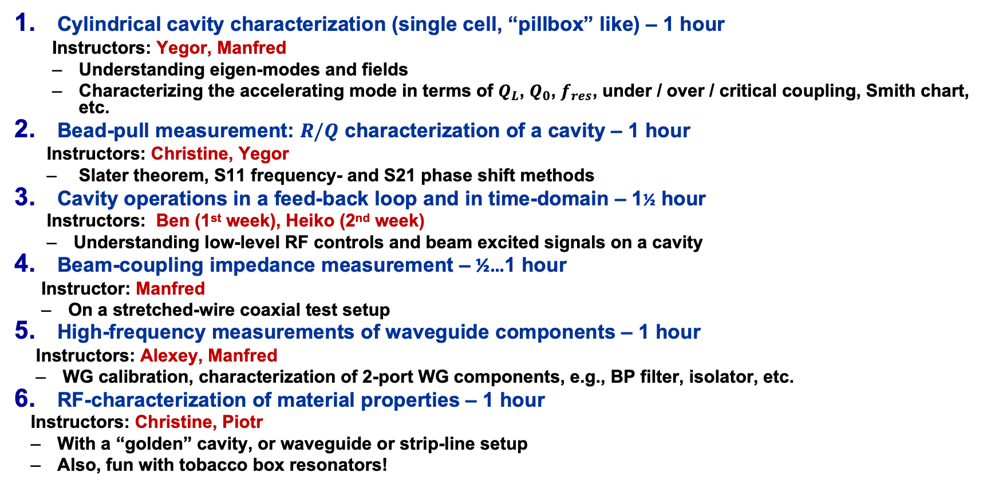 1. Cylindrical cavity characterization (single cell, “pillbox” like) – 1 hour
Instructors: Yegor, Manfred
– Understanding eigen-modes and fields
– Characterizing the accelerating mode in terms of Q_L, Q_0, f_res, under / over / critical coupling, Smith chart,
etc.
2. Bead-pull measurement: R/Q characterization of a cavity – 1 hour
Instructors: Christine, Yegor
– Slater theorem, S11 frequency- and S21 phase shift methods
3. Cavity operations in a feed-back loop and in time-domain – 1½ hour
Instructors: Ben (1st week), Heiko (2nd week)
– Understanding low-level RF controls and beam excited signals on a cavity
4. Beam-coupling impedance measurement – ½...1 hour
Instructor: Manfred
– On a stretched-wire coaxial test setup
5. High-frequency measurements of waveguide components – 1 hour
Instructors: Alexey, Manfred
– WG calibration, characterization of 2-port WG components, e.g., BP filter, isolator, etc.
6. RF-characterization of material properties – 1 hour
Instructors: Christine, Piotr
– With a “golden” cavity, or waveguide or strip-line setup
– Also, fun with tobacco box resonators!